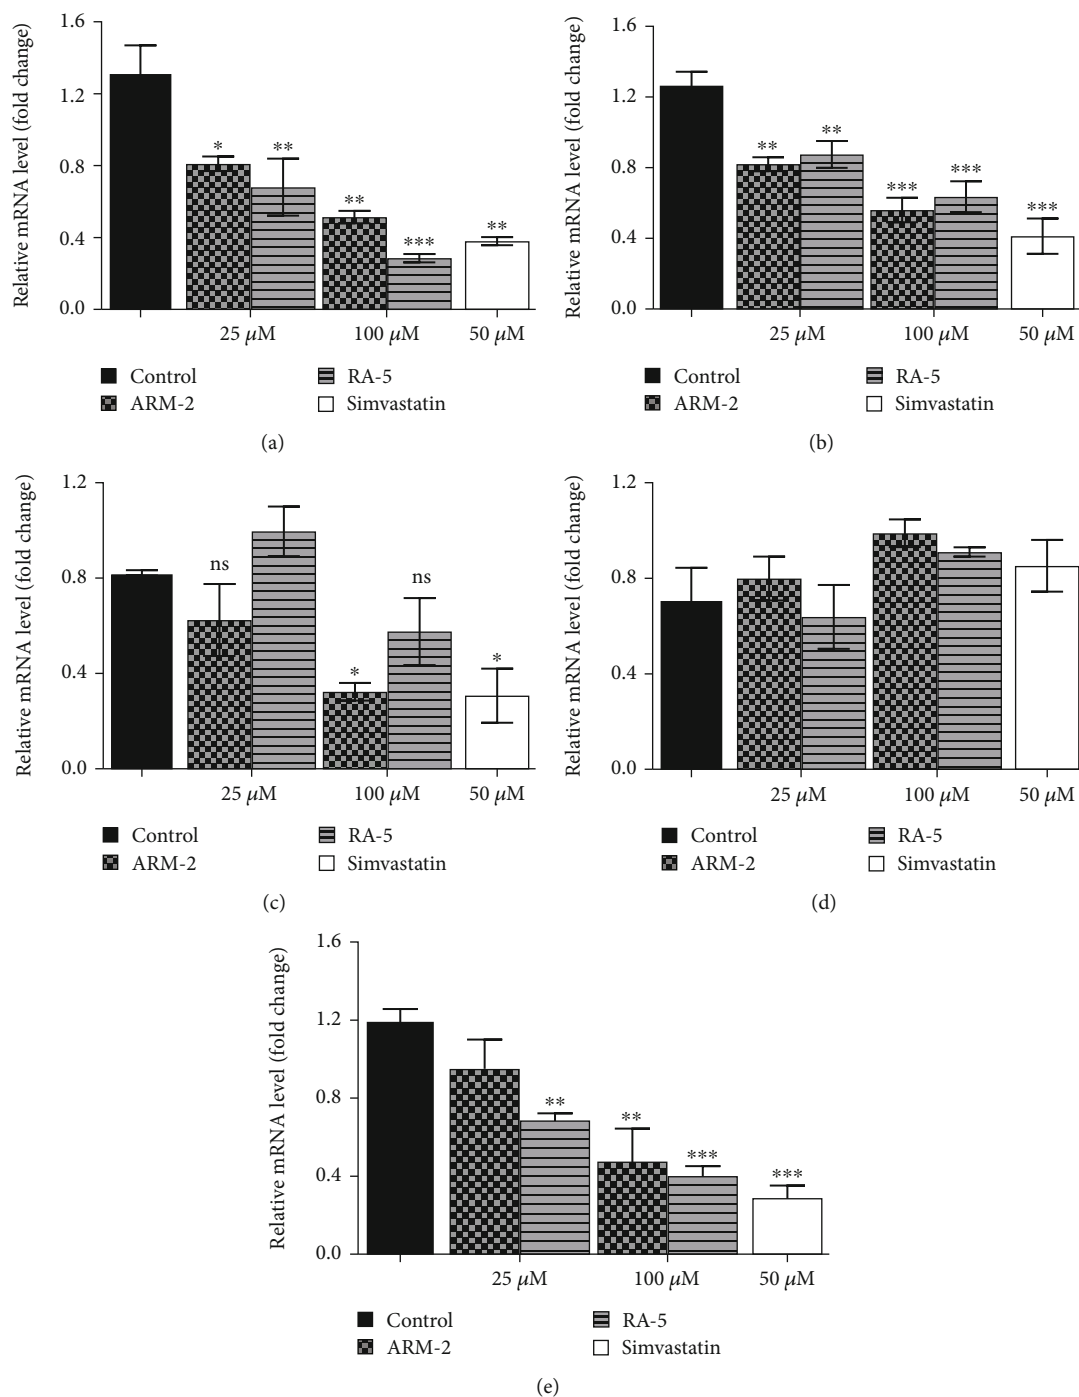 Relative mRNA level (fold change)
1.6
1.2
0.8
0.4
0.0
*
**
**
***
**
25 μM
100 μM
50 μM
Control
RA-5
ARM-2
Simvastatin
(a)
Relative mRNA level (fold change)
1.6
1.2
0.8
0.4
0.0
**
**
***
***
***
25 μM
100 μM
50 μM
Control
RA-5
ARM-2
Simvastatin
(b)
Relative mRNA level (fold change)
1.2
0.8
0.4
0.0
ns
*
ns
*
25 μM
100 μM
50 μM
Control
RA-5
ARM-2
Simvastatin
(c)
Relative mRNA level (fold change)
1.2
0.8
0.4
0.0
25 μM
100 μM
50 μM
Control
RA-5
ARM-2
Simvastatin
(d)
Relative mRNA level (fold change)
1.6
1.2
0.8
0.4
0.0
**
**
***
***
25 μM
100 μM
50 μM
Control
RA-5
ARM-2
Simvastatin
(e)